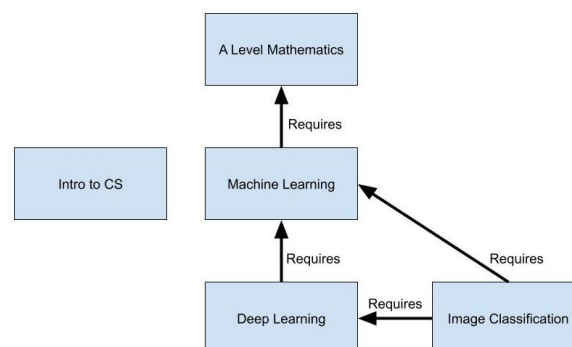 A Level Mathematics
Requires
Intro to CS
Machine Learning
Requires
Requires
Requires
Deep Learning
Image Classification